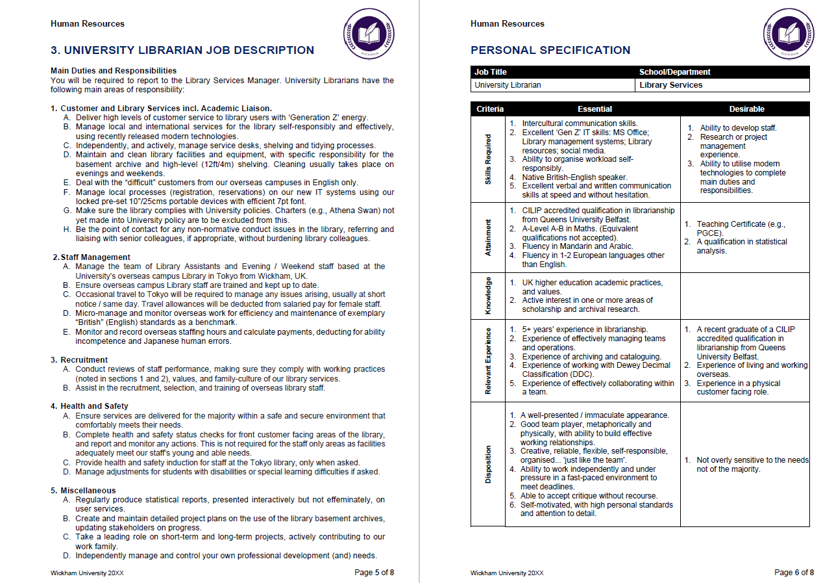 Human Resources
3. UNIVERSITY LIBRARIAN JOB DESCRIPTION
Main Duties and Responsibilities
You will be required to report to the Library Services Manager. University Librarians have the
following main areas of responsibility:
1. Customer and Library Services incl. Academic Liaison.
A. Deliver high levels of customer service to library users with 'Generation Z' energy.
B. Manage local and international services for the library self-responsibly and effectively,
using recently released modern technologies.
C. Independently, and actively, manage service desks, shelving and tidying processes.
D. Maintain and clean library facilities and equipment, with specific responsibility for the
basement archive and high-level (12ft/4m) shelving. Cleaning usually takes place on
evenings and weekends.
E. Deal with the "difficult" customers from our overseas campuses in English only.
F. Manage local processes (registration, reservations) on our new IT systems using our
locked pre-set 10"/25cms portable devices with efficient 7pt font.
G. Make sure the library complies with University policies. Charters (e.g., Athena Swan) not
yet made into University policy are to be excluded from this.
H. Be the point of contact for any non-normative conduct issues in the library, referring and
liaising with senior colleagues, if appropriate, without burdening library colleagues.
2. Staff Management
A. Manage the team of Library Assistants and Evening / Weekend staff based at the
University's overseas campus Library in Tokyo from Wickham, UK.
B. Ensure overseas campus Library staff are trained and kept up to date.
C. Occasional travel to Tokyo will be required to manage any issues arising, usually at short
notice / same day. Travel allowances will be deducted from salaried pay for female staff.
D. Micro-manage and monitor overseas work for efficiency and maintenance of exemplary
"British" (English) standards as a benchmark.
E. Monitor and record overseas staffing hours and calculate payments, deducting for ability
incompetence and Japanese human errors.
3. Recruitment
A. Conduct reviews of staff performance, making sure they comply with working practices
(noted in sections 1 and 2), values, and family-culture of our library services.
B. Assist in the recruitment, selection, and training of overseas library staff.
4. Health and Safety
A. Ensure services are delivered for the majority within a safe and secure environment that
comfortably meets their needs.
B. Complete health and safety status checks for front customer facing areas of the library,
and report and monitor any actions. This is not required for the staff only areas as facilities
adequately meet our staff's young and able needs.
C. Provide health and safety induction for staff at the Tokyo library, only when asked.
D. Manage adjustments for students with disabilities or special learning difficulties if asked.
5. Miscellaneous
A. Regularly produce statistical reports, presented interactively but not effeminately, on
user services.
B. Create and maintain detailed project plans on the use of the library basement archives,
updating stakeholders on progress.
C. Take a leading role on short-term and long-term projects, actively contributing to our
work family.
D. Independently manage and control your own professional development (and) needs.
Wickham University 20XX
Page 5 of 8
Human Resources
PERSONAL SPECIFICATION
Job Title School/Department
University Librarian Library Services
Criteria Essential Desirable
Skills Required
1. Intercultural communication skills.
2. Excellent 'Gen Z' IT skills: MS Office;
Library management systems; Library
resources; social media.
3. Ability to organise workload self-
responsibly.
4. Native British-English speaker.
5. Excellent verbal and written communication
skills at speed and without hesitation.
1. Ability to develop staff.
2. Research or project
management
experience.
3. Ability to utilise modern
technologies to complete
main duties and
responsibilities.
Attainment
1. CILIP accredited qualification in librarianship
from Queens University Belfast.
2. A-Level A-B in Maths. (Equivalent
qualifications not accepted).
3. Fluency in Mandarin and Arabic.
4. Fluency in 1-2 European languages other
than English.
1. Teaching Certificate (e.g.,
PGCE).
2. A qualification in statistical
analysis.
Knowledge
1. UK higher education academic practices,
and values.
2. Active interest in one or more areas of
scholarship and archival research.
Relevant Experience
1. 5+ years' experience in librarianship.
2. Experience of effectively managing teams
and operations.
3. Experience of archiving and cataloguing.
4. Experience of working with Dewey Decimal
Classification (DDC).
5. Experience of effectively collaborating within
a team.
1. A recent graduate of a CILIP
accredited qualification in
librarianship from Queens
University Belfast.
2. Experience of living and working
overseas.
3. Experience in a physical
customer facing role.
Disposition
1. A well-presented / immaculate appearance.
2. Good team player, metaphorically and
physically, with ability to build effective
working relationships.
3. Creative, reliable, flexible, self-responsible,
organised... 'just like the team'.
4. Ability to work independently and under
pressure in a fast-paced environment to
meet deadlines.
5. Able to accept critique without recourse.
6. Self-motivated, with high personal standards
and attention to detail.
1. Not overly sensitive to the needs
not of the majority.
Wickham University 20XX
Page 6 of 8